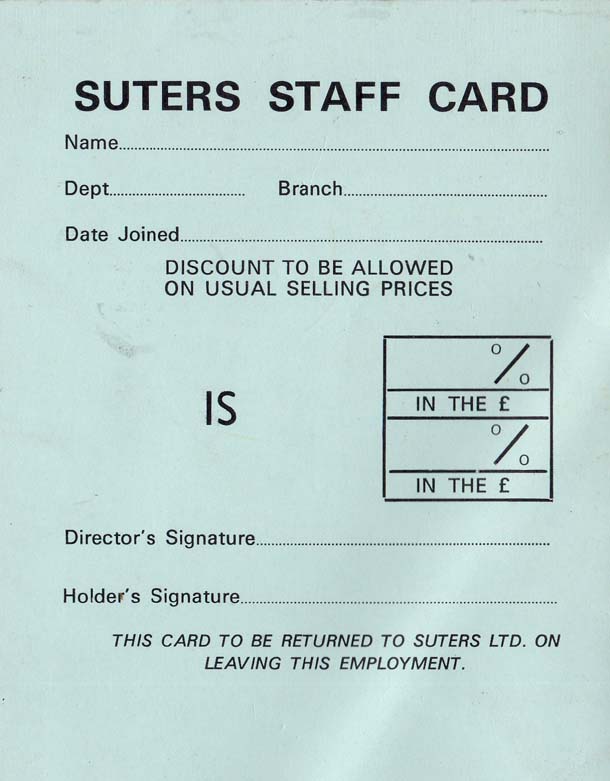 SUTERS STAFF CARD
Name
Dept Branch
Date Joined
DISCOUNT TO BE ALLOWED
ON USUAL SELLING PRICES
%
IS IN THE £
%
IN THE £
Director's Signature
Holder's Signature
THIS CARD TO BE RETURNED TO SUTERS LTD. ON
LEAVING THIS EMPLOYMENT.